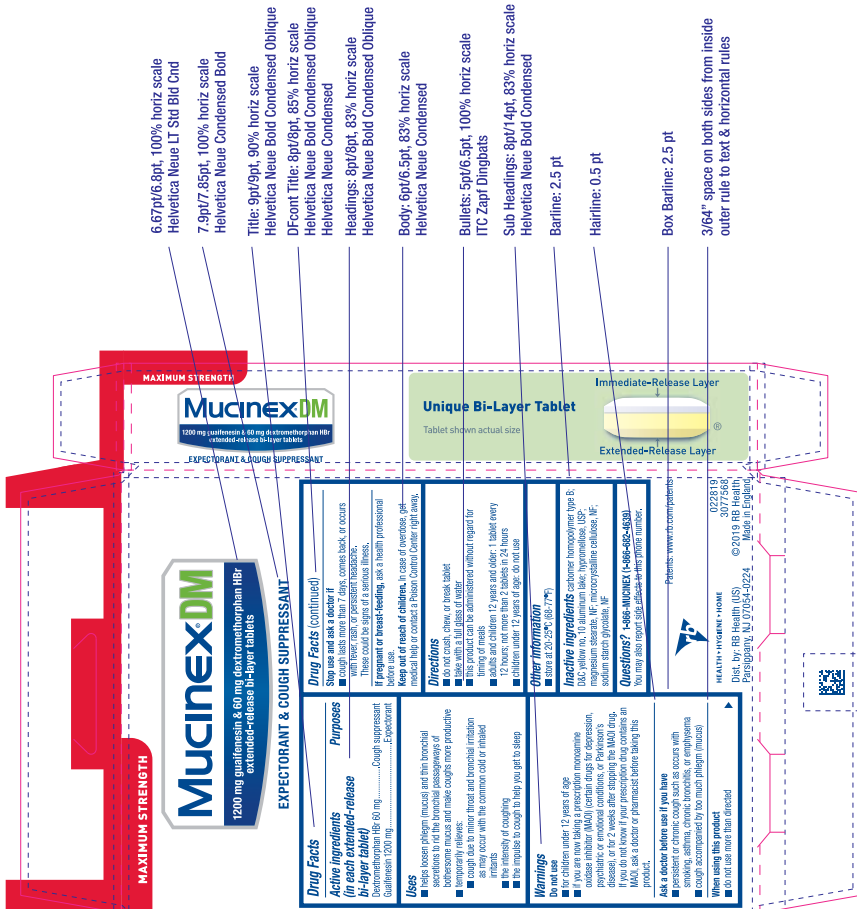 MAXIMUM STRENGTH
MUCINEX® DM
1200 mg guaifenesin & 60 mg dextromethorphan HBr
extended-release bi-layer tablets
EXPECTORANT & COUGH SUPPRESSANT
Drug Facts
Active ingredients Purposes
(in each extended-release
bi-layer tablet)
Dextromethorphan HBr 60 mg..........Cough suppressant
Guaifenesin 1200 mg..........Expectorant
Uses
■ helps loosen phlegm (mucus) and thin bronchial
secretions to rid the bronchial passageways of
bothersome mucus and make coughs more productive
■ temporarily relieves:
■ cough due to minor throat and bronchial irritation
as may occur with the common cold or inhaled
irritants
■ the intensity of coughing
■ the impulse to cough to help you get to sleep
Warnings
Do not use
■ for children under 12 years of age
■ if you are now taking a prescription monoamine
oxidase inhibitor (MAOI) (certain drugs for depression,
psychiatric or emotional conditions, or Parkinson's
disease), or for 2 weeks after stopping the MAOI drug.
If you do not know if your prescription drug contains an
MAOI, ask a doctor or pharmacist before taking this
product.
Ask a doctor before use if you have
■ persistent or chronic cough such as occurs with
smoking, asthma, chronic bronchitis, or emphysema
■ cough accompanied by too much phlegm (mucus)
When using this product
■ do not use more than directed
Drug Facts (continued)
Stop use and ask a doctor if
■ cough lasts more than 7 days, comes back, or occurs
with fever, rash, or persistent headache.
These could be signs of a serious illness.
If pregnant or breast-feeding, ask a health professional
before use.
Keep out of reach of children. In case of overdose, get
medical help or contact a Poison Control Center right away.
Directions
■ do not crush, chew, or break tablet
■ take with a full glass of water
■ this product can be administered without regard for
timing of meals
■ adults and children 12 years and older: 1 tablet every
12 hours; not more than 2 tablets in 24 hours
■ children under 12 years of age: do not use
Other information
■ store at 20-25°C (68-77°F)
Inactive ingredients carbomer homopolymer type B;
D&C yellow no. 10 aluminum lake; hypromellose, USP;
magnesium stearate, NF; microcrystalline cellulose, NF;
sodium starch glycolate, NF
Questions? 1-866-MUCINEX (1-866-682-4639)
You may also report side effects to this phone number.
Patents: www.rb.com/patents
rb
HEALTH • HYGIENE • HOME
022819
3077568
Dist. by: RB Health (US)
Parsippany, NJ 07054-0224
©2019 RB Health
Made in England
MAXIMUM STRENGTH
MUCINEX DM
1200 mg guaifenesin & 60 mg dextromethorphan HBr
extended-release bi-layer tablets
EXPECTORANT & COUGH SUPPRESSANT
Unique Bi-Layer Tablet
Tablet shown actual size
Immediate-Release Layer
Extended-Release Layer
®
6.67pt/6.8pt, 100% horiz scale
Helvetica Neue LT Std Bld Cnd
7.9pt/7.85pt, 100% horiz scale
Helvetica Neue Condensed Bold
Title: 9pt/9pt, 90% horiz scale
Helvetica Neue Bold Condensed Oblique
DFcont Title: 8pt/8pt, 85% horiz scale
Helvetica Neue Bold Condensed Oblique
Helvetica Neue Condensed
Headings: 8pt/8pt, 83% horiz scale
Helvetica Neue Bold Condensed Oblique
Body: 6pt/6.5pt, 83% horiz scale
Helvetica Neue Condensed
Bullets: 5pt/6.5pt, 100% horiz scale
ITC Zapf Dingbats
Sub Headings: 8pt/14pt, 83% horiz scale
Helvetica Neue Bold Condensed
Barline: 2.5 pt
Hairline: 0.5 pt
Box Barline: 2.5 pt
3/64" space on both sides from inside
outer rule to text & horizontal rules